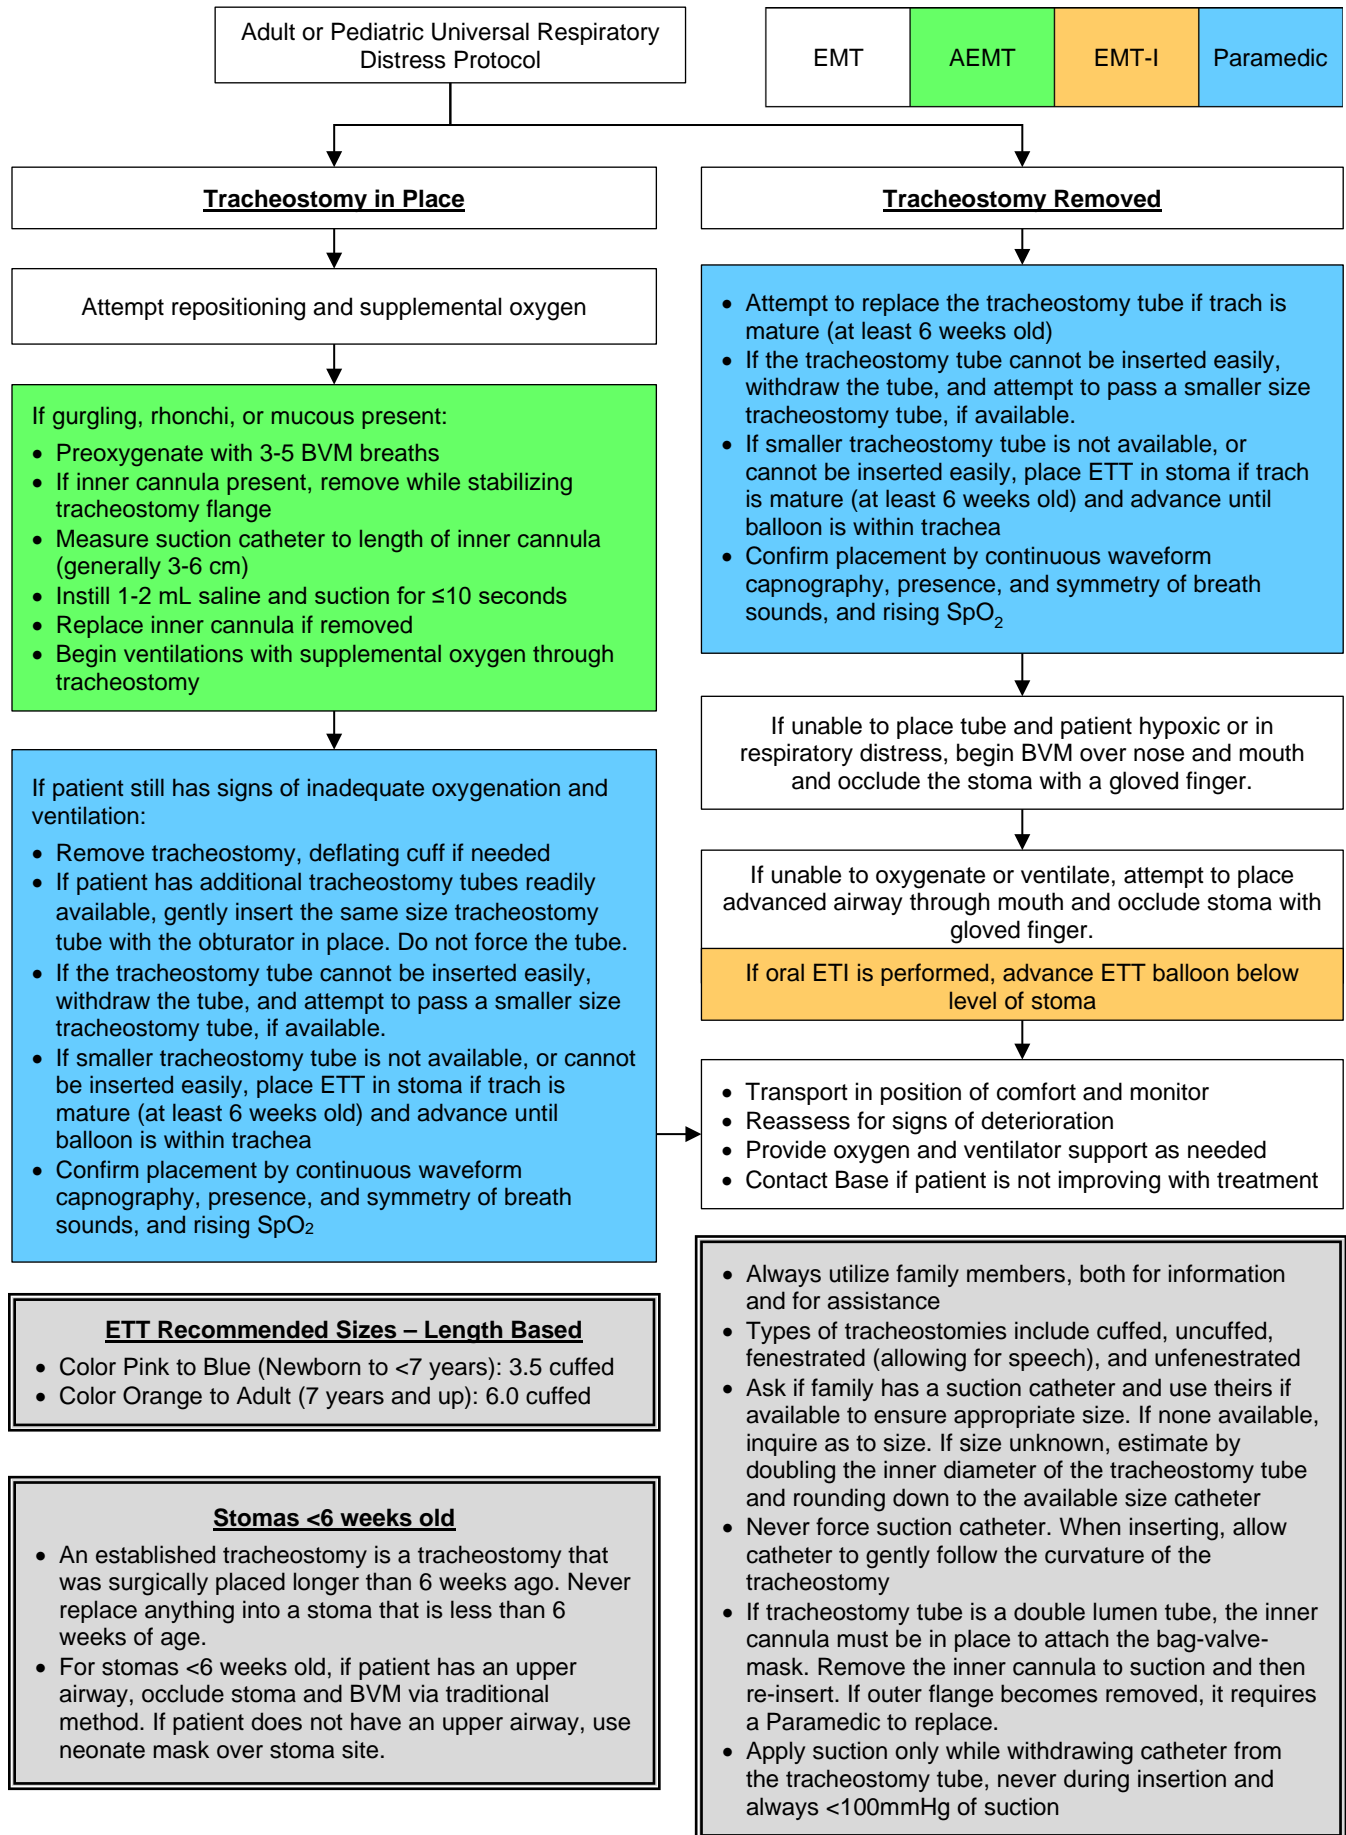 Adult or Pediatric Universal Respiratory
Distress Protocol
EMT
AEMT
EMT-I
Paramedic
Tracheostomy in Place
Attempt repositioning and supplemental oxygen
If gurgling, rhonchi, or mucous present:
• Preoxygenate with 3-5 BVM breaths
• If inner cannula present, remove while stabilizing
tracheostomy flange
• Measure suction catheter to length of inner cannula
(generally 3-6 cm)
• Instill 1-2 mL saline and suction for ≤10 seconds
• Replace inner cannula if removed
• Begin ventilations with supplemental oxygen through
tracheostomy
If patient still has signs of inadequate oxygenation and
ventilation:
• Remove tracheostomy, deflating cuff if needed
• If patient has additional tracheostomy tubes readily
available, gently insert the same size tracheostomy
tube with the obturator in place. Do not force the tube.
• If the tracheostomy tube cannot be inserted easily,
withdraw the tube, and attempt to pass a smaller size
tracheostomy tube, if available.
• If smaller tracheostomy tube is not available, or cannot
be inserted easily, place ETT in stoma if trach is
mature (at least 6 weeks old) and advance until
balloon is within trachea
• Confirm placement by continuous waveform
capnography, presence, and symmetry of breath
sounds, and rising SpO2
Tracheostomy Removed
• Attempt to replace the tracheostomy tube if trach is
mature (at least 6 weeks old)
• If the tracheostomy tube cannot be inserted easily,
withdraw the tube, and attempt to pass a smaller size
tracheostomy tube, if available.
• If smaller tracheostomy tube is not available, or
cannot be inserted easily, place ETT in stoma if trach
is mature (at least 6 weeks old) and advance until
balloon is within trachea
• Confirm placement by continuous waveform
capnography, presence, and symmetry of breath
sounds, and rising SpO2
If unable to place tube and patient hypoxic or in
respiratory distress, begin BVM over nose and mouth
and occlude the stoma with a gloved finger.
If unable to oxygenate or ventilate, attempt to place
advanced airway through mouth and occlude stoma with
gloved finger.
If oral ETI is performed, advance ETT balloon below
level of stoma
• Transport in position of comfort and monitor
• Reassess for signs of deterioration
• Provide oxygen and ventilator support as needed
• Contact Base if patient is not improving with treatment
ETT Recommended Sizes – Length Based
• Color Pink to Blue (Newborn to <7 years): 3.5 cuffed
• Color Orange to Adult (7 years and up): 6.0 cuffed
Stomas <6 weeks old
• An established tracheostomy is a tracheostomy that
was surgically placed longer than 6 weeks ago. Never
replace anything into a stoma that is less than 6
weeks of age.
• For stomas <6 weeks old, if patient has an upper
airway, occlude stoma and BVM via traditional
method. If patient does not have an upper airway, use
neonate mask over stoma site.
• Always utilize family members, both for information
and for assistance
• Types of tracheostomies include cuffed, uncuffed,
fenestrated (allowing for speech), and unfenestrated
• Ask if family has a suction catheter and use theirs if
available to ensure appropriate size. If none available,
inquire as to size. If size unknown, estimate by
doubling the inner diameter of the tracheostomy tube
and rounding down to the available size catheter
• Never force suction catheter. When inserting, allow
catheter to gently follow the curvature of the
tracheostomy
• If tracheostomy tube is a double lumen tube, the inner
cannula must be in place to attach the bag-valve-
mask. Remove the inner cannula to suction and then
re-insert. If outer flange becomes removed, it requires
a Paramedic to replace.
• Apply suction only while withdrawing catheter from
the tracheostomy tube, never during insertion and
always <100mmHg of suction